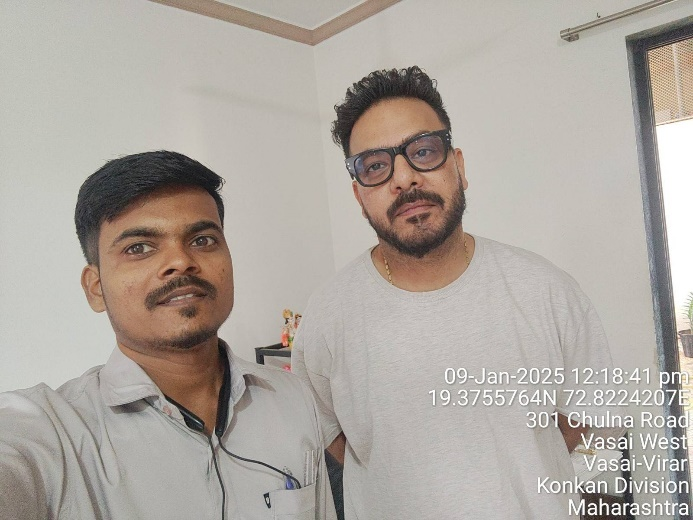 09-Jan-2025 12:18:41 pm
19.3755764N 72.8224207E
301 Chulna Road
Vasai West
Vasai-Virar
Konkan Division
Maharashtra